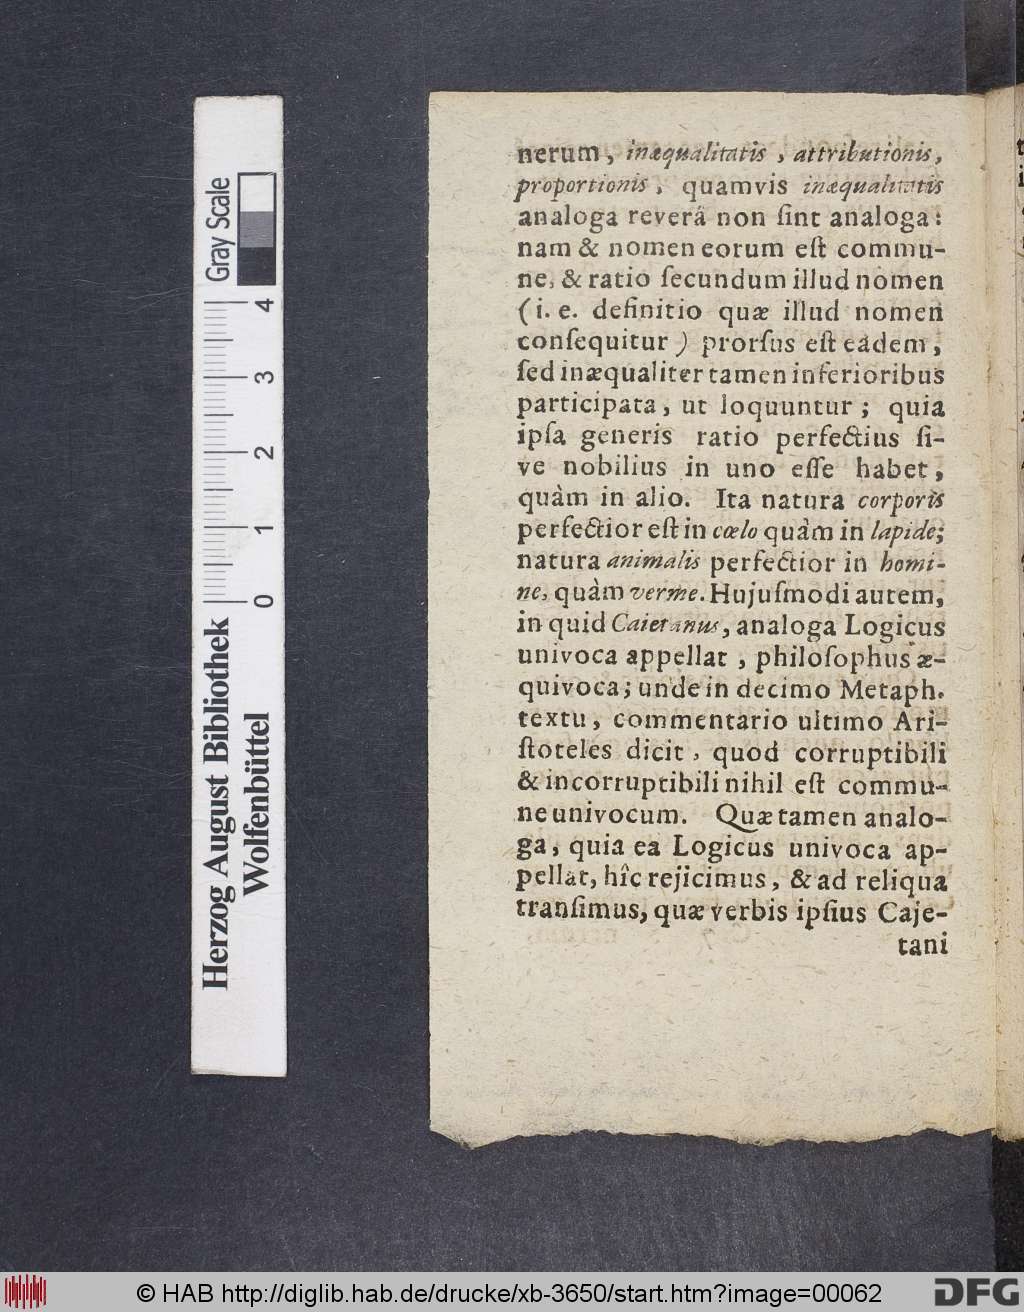 nerum, inæqualitatis, attributionis,
proportionis, quamvis inæqualitatis
analoga reverâ non ſint analoga:
nam & nomen eorum eſt commu-
ne, & ratio ſecundum illud nomen
(i. e. definitio quæ illud nomen
conſequitur) prorſus eſt eadem,
ſed inæqualiter tamen inferioribus
participata, ut loquuntur; quia
ipſa generis ratio perfectius ſi-
ve nobilius in uno eſſe habet,
quàm in alio. Ita natura corporis
perfectior eſt in cœlo quàm in lapide;
natura animalis perfectior in homi-
ne, quàm verme. Hujuſmodi autem,
in quid Caietanus, analoga Logicus
univoca appellat, philoſophus æ-
quivoca; unde in decimo Metaph.
textu, commentario ultimo Ari-
ſtoteles dicit, quod corruptibili
& incorruptibili nihil eſt commu-
ne univocum. Quæ tamen analo-
ga, quia ea Logicus univoca ap-
pellat, hîc rejicimus, & ad reliqua
tranſimus, quæ verbis ipſius Caje-
tani
Gray Scale
4
3
2
1
0
Herzog August Bibliothek
Wolfenbüttel
© HAB http://diglib.hab.de/drucke/xb-3650/start.htm?image=00062
DFG